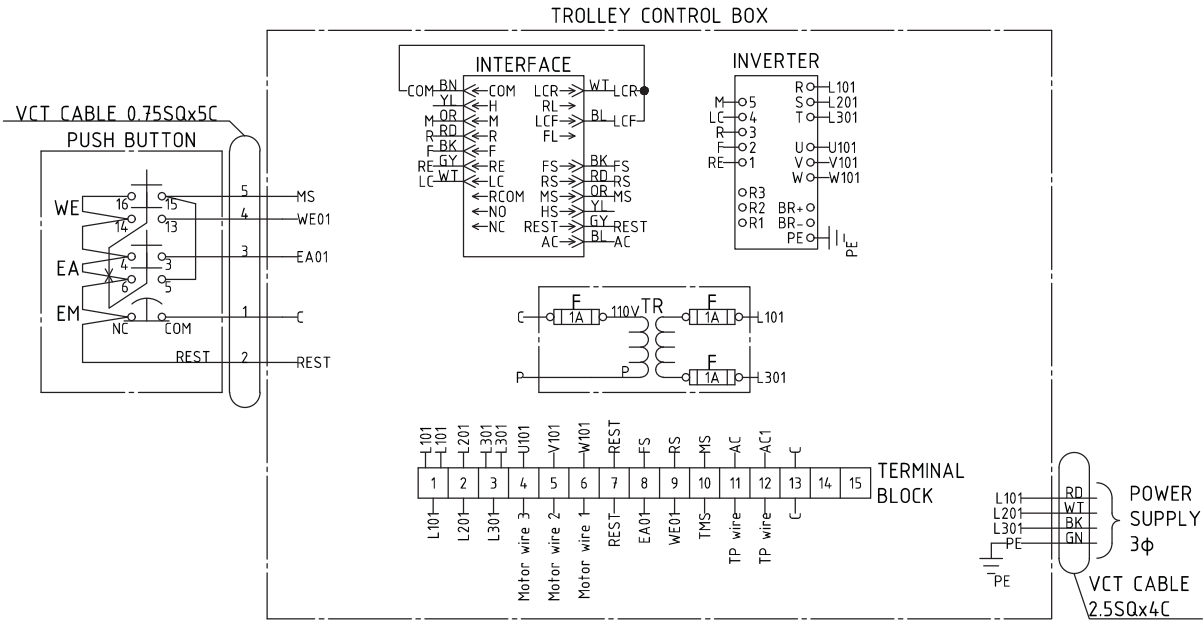 TROLLEY CONTROL BOX
VCT CABLE 0.75SQx5C
PUSH BUTTON
WE
16
15
14
13
EA
4
3
6
5
EM
NC
COM
REST
5
MS
4
WE01
3
EA01
1
C
2
REST
INTERFACE
COM BN COM
YL H
M OR M
R RD R
F BK F
RE GY RE
LC WT LC
RCOM
NO
NC
LCR WT LCR
RL
LCF BL LCF
FL
FS BK FS
RS RD RS
MS OR MS
HS YL
REST GY REST
AC BL AC
INVERTER
M 5
LC 4
R 3
F 2
RE 1
R3
R2
R1
R L101
S L201
T L301
U U101
V V101
W W101
BR+
BR-
PE
PE
F
C 1A 110V
TR
F
1A L101
P
P
F
1A L301
L101
L101
L201
L301
L301
U101
V101
W101
REST
FS
RS
MS
AC
AC1
C
1 2 3 4 5 6 7 8 9 10 11 12 13 14 15
TERMINAL
BLOCK
L101
L201
L301
Motor wire 3
Motor wire 2
Motor wire 1
REST
EA01
WE01
TMS
TP wire
TP wire
C
L101 RD
L201 WT
L301 BK
PE GN
PE
POWER
SUPPLY
3φ
VCT CABLE
2.5SQx4C